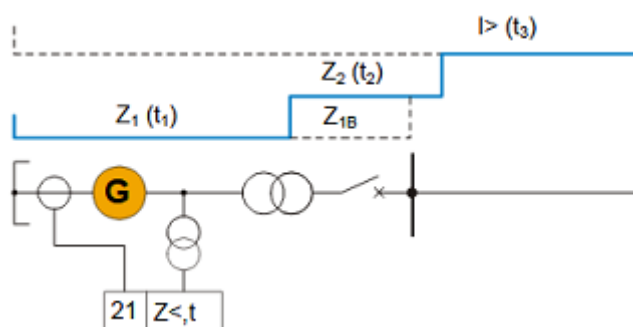 I> (t₃)
Z₂ (t₂)
Z₁ (t₁)
Z₁B
G
21 Z<,t